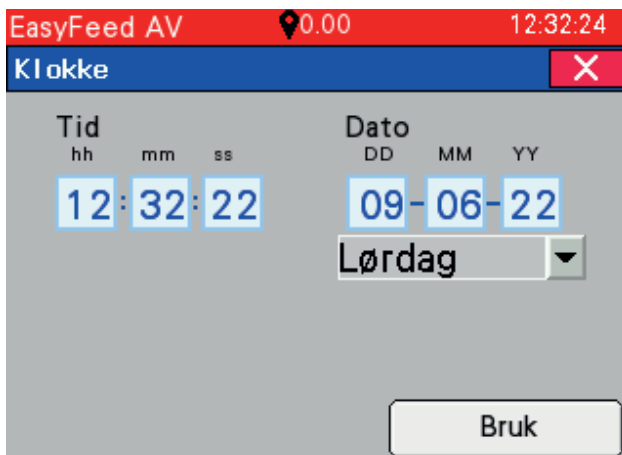 EasyFeed AV 0.00 12:32:24
Klokke
Tid Dato
hh mm ss DD MM YY
12:32:22 09-06-22
Lørdag
Bruk